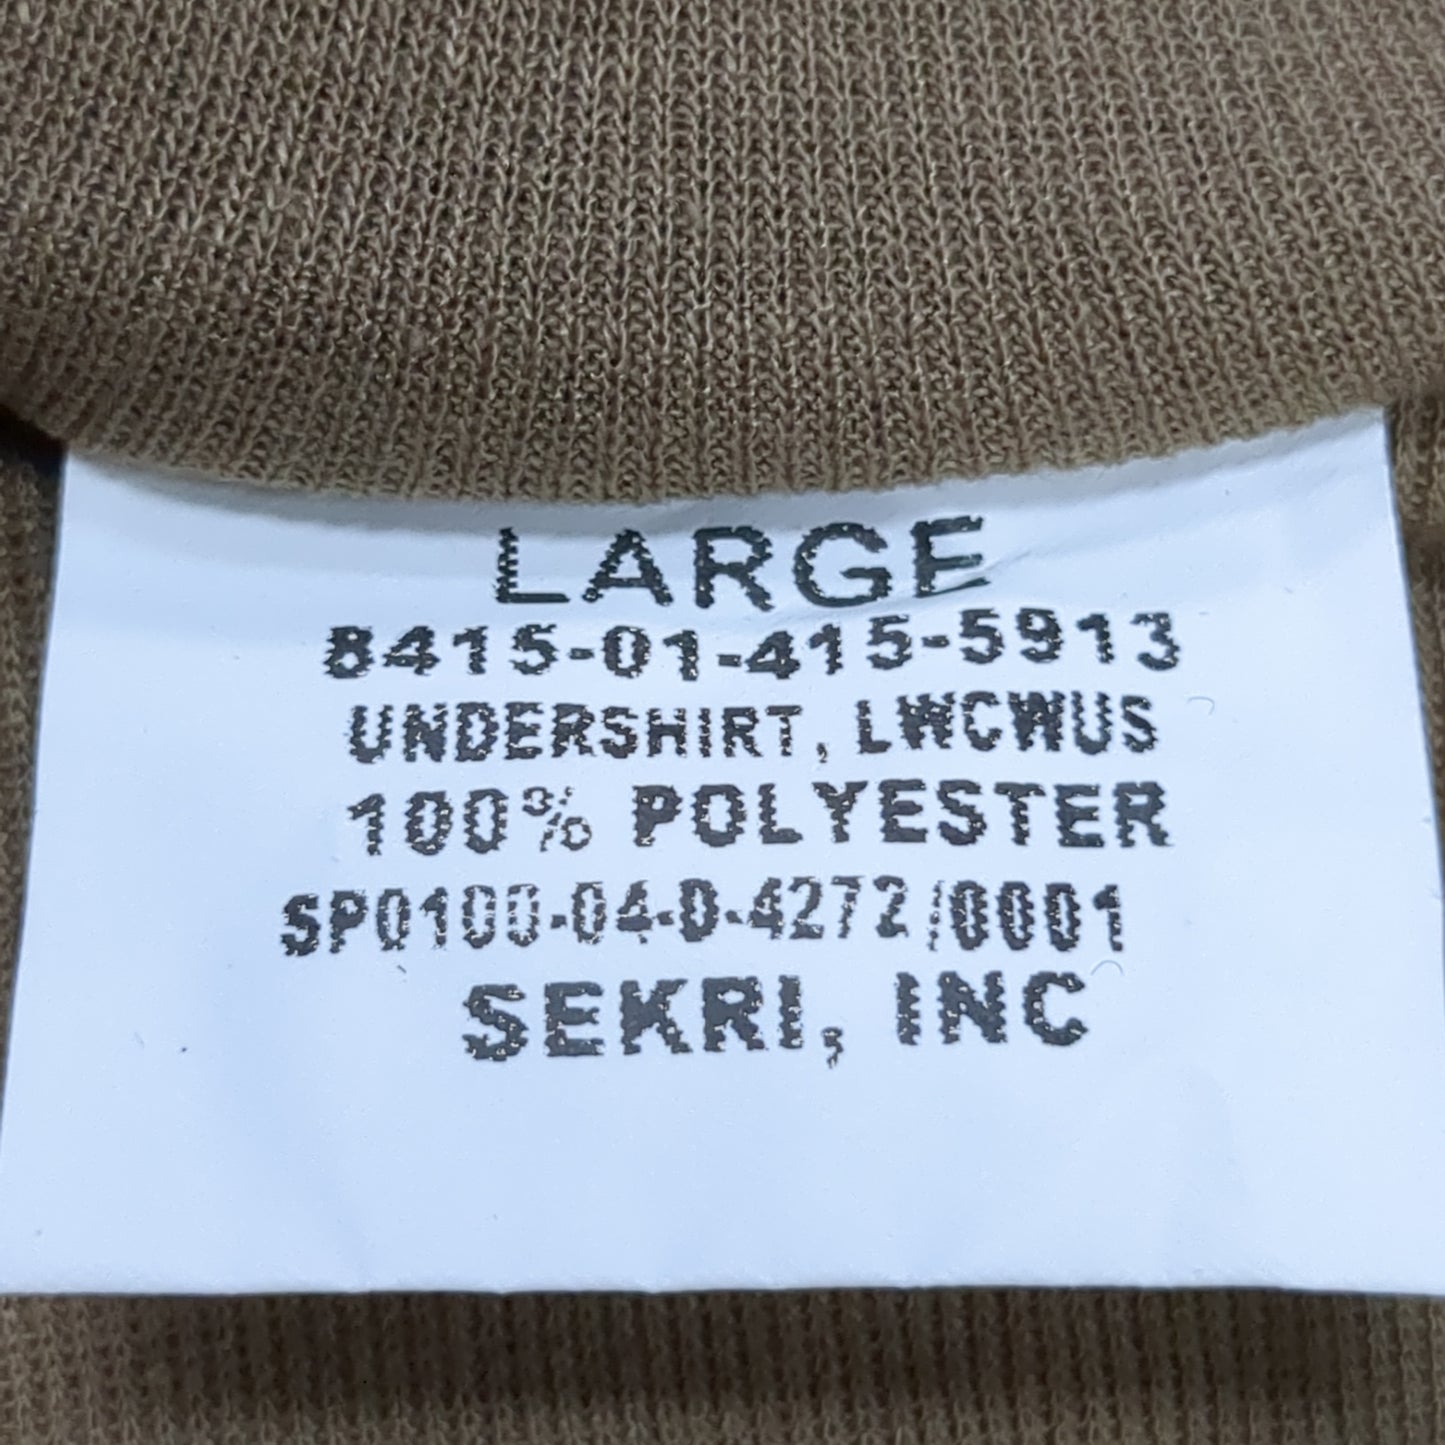 LARGE
8415-01-415-5913
UNDERSHIRT, LWCWUS
100% POLYESTER
SP0100-04-D-4272/0001
SEKRI, INC